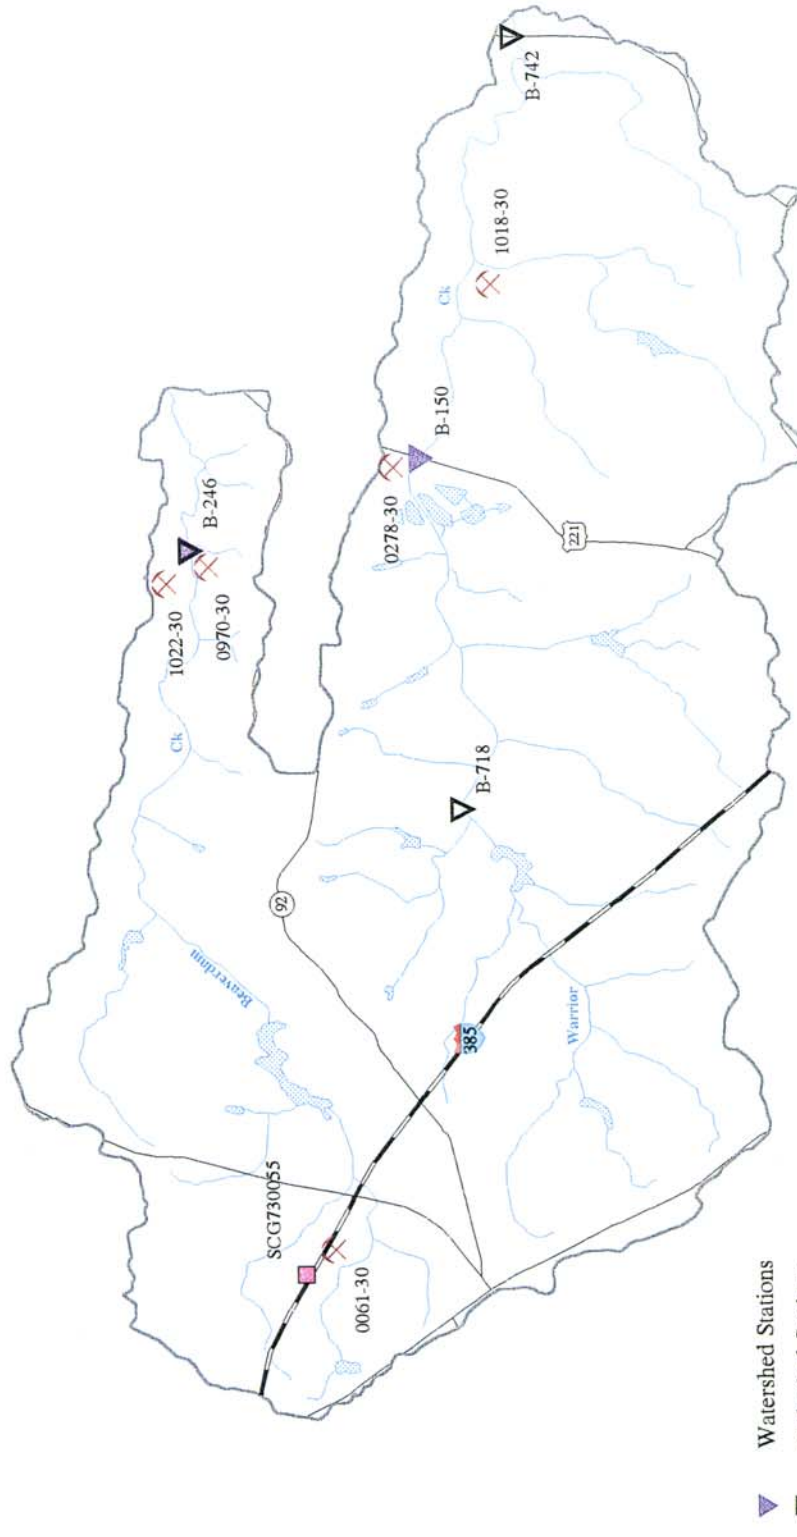 B-742
1018-30
Ck
B-150
0278-30
221
B-246
1022-30
0970-30
Ck
B-718
92
Beaverdam
385
Warrior
SCG730055
0061-30
Watershed Stations